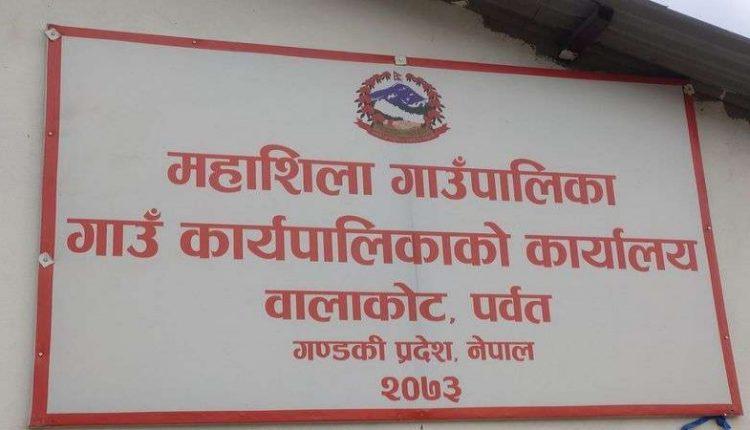 महाशिला गाउँपालिका
गाउँ कार्यपालिकाको कार्यालय
वालाकोट, पर्वत
गण्डकी प्रदेश, नेपाल
२०७३